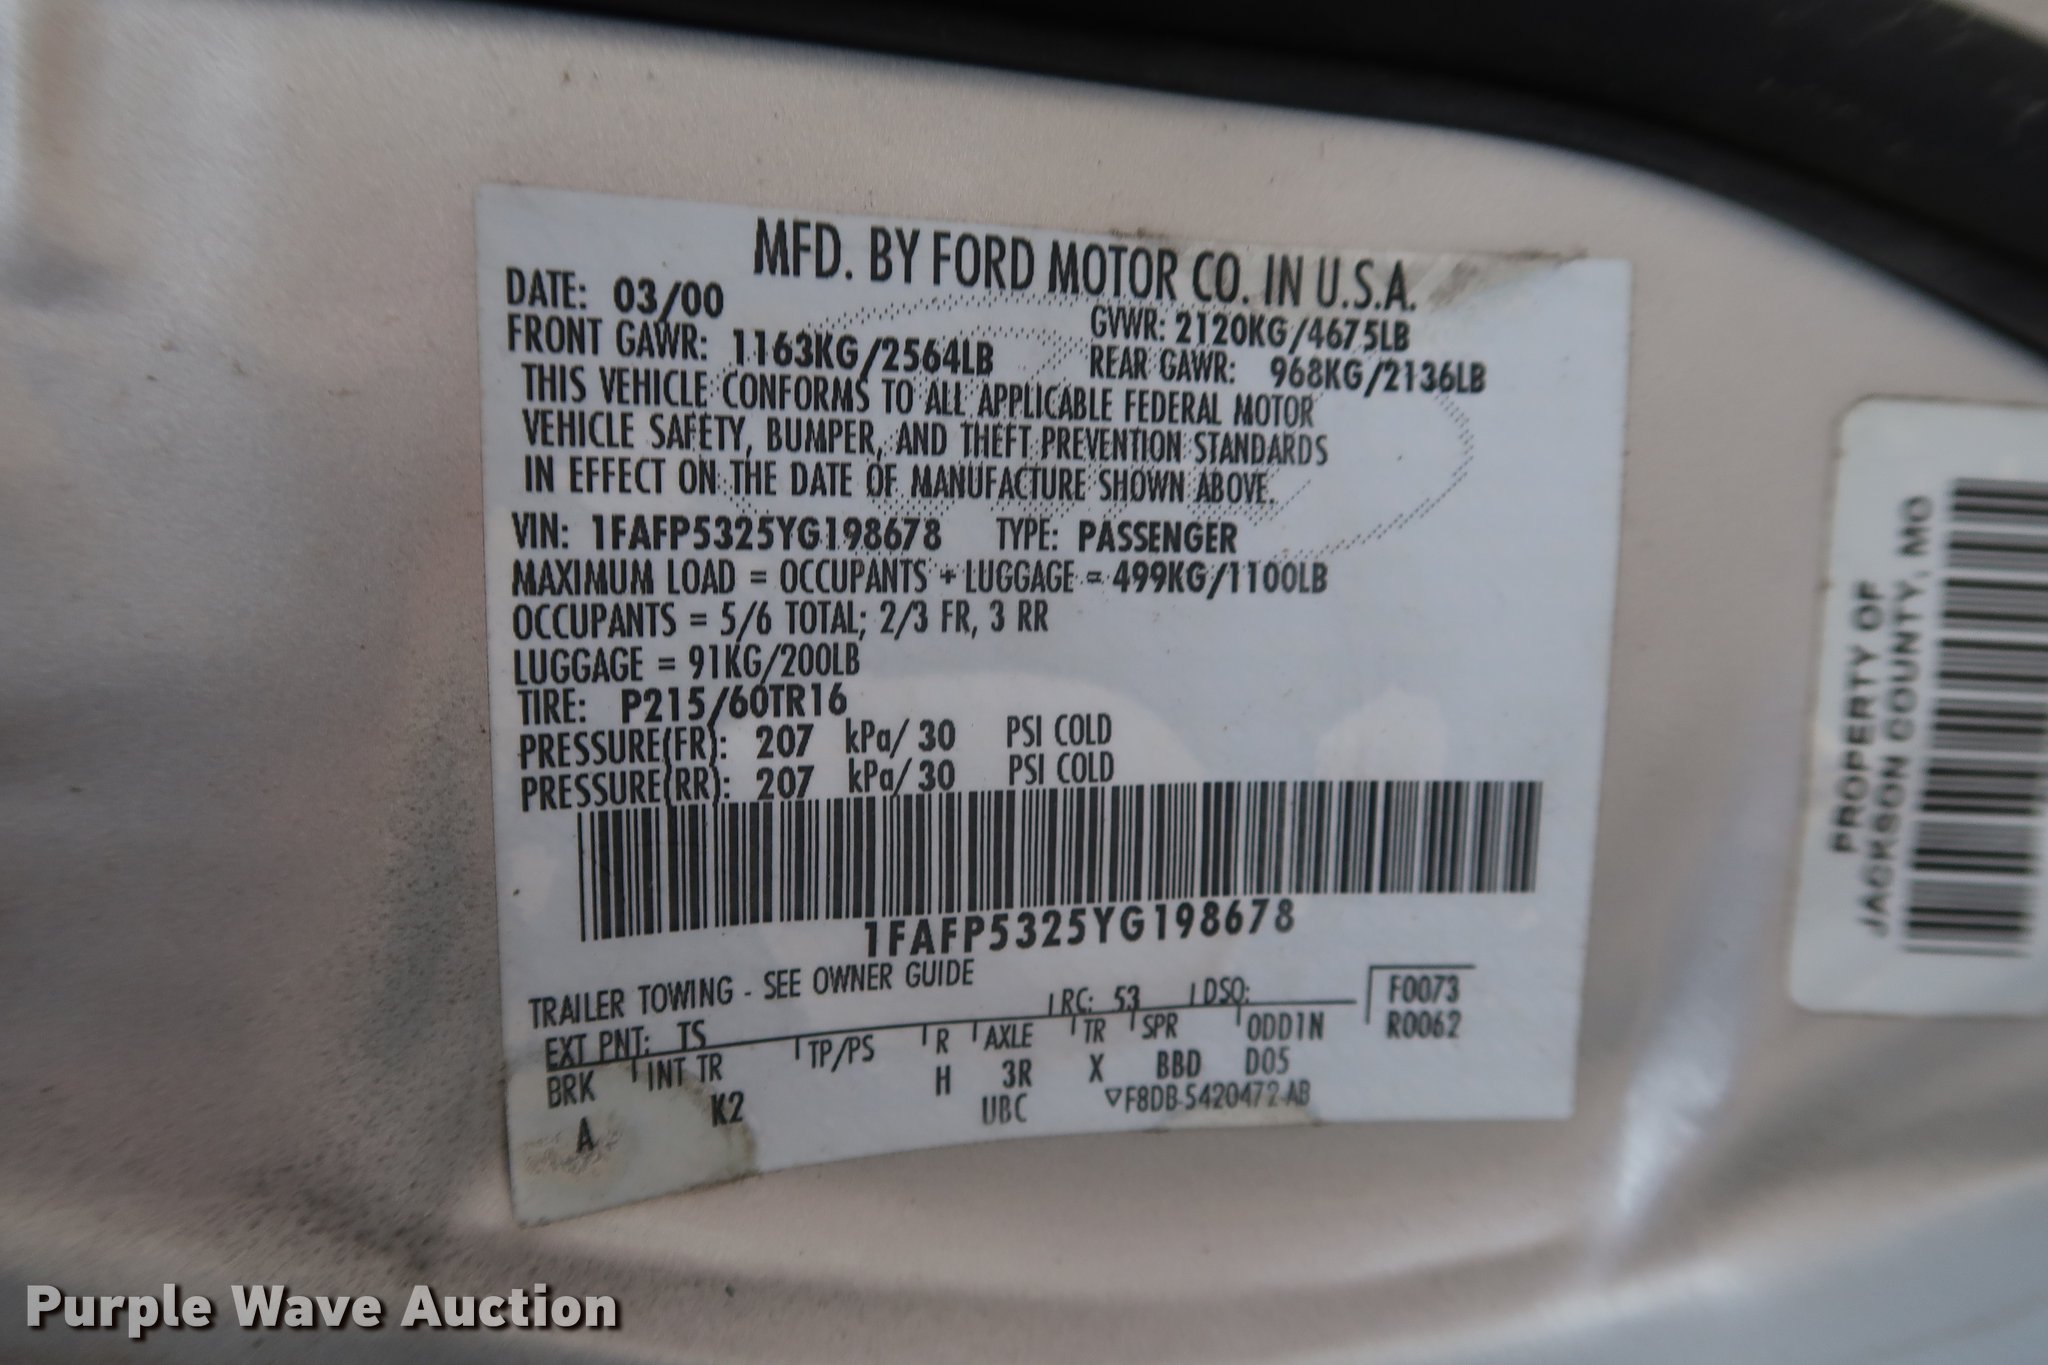 MFD. BY FORD MOTOR CO. IN U.S.A.
DATE: 03/00 GVWR: 2120KG/4675LB
FRONT GAWR: 1163KG/2564LB REAR GAWR: 968KG/2136LB
THIS VEHICLE CONFORMS TO ALL APPLICABLE FEDERAL MOTOR
VEHICLE SAFETY, BUMPER, AND THEFT PREVENTION STANDARDS
IN EFFECT ON THE DATE OF MANUFACTURE SHOWN ABOVE.
VIN: 1FAFP5325YG198678 TYPE: PASSENGER
MAXIMUM LOAD = OCCUPANTS + LUGGAGE = 499KG/1100LB
OCCUPANTS = 5/6 TOTAL; 2/3 FR, 3 RR
LUGGAGE = 91KG/200LB
TIRE: P215/60TR16
PRESSURE(FR): 207 kPa/ 30 PSI COLD
PRESSURE(RR): 207 kPa/ 30 PSI COLD
1FAFP5325YG198678
TRAILER TOWING - SEE OWNER GUIDE
EXT PNT: TS RC: 53 DSO: F0073
BRK INT TR TP/PS R AXLE TR SPR ODD1N R0062
A K2 H 3R X BBD D05
UBC ▽F8DB-5420472-AB
PROPERTY OF
JACKSON COUNTY, MO
Purple Wave Auction